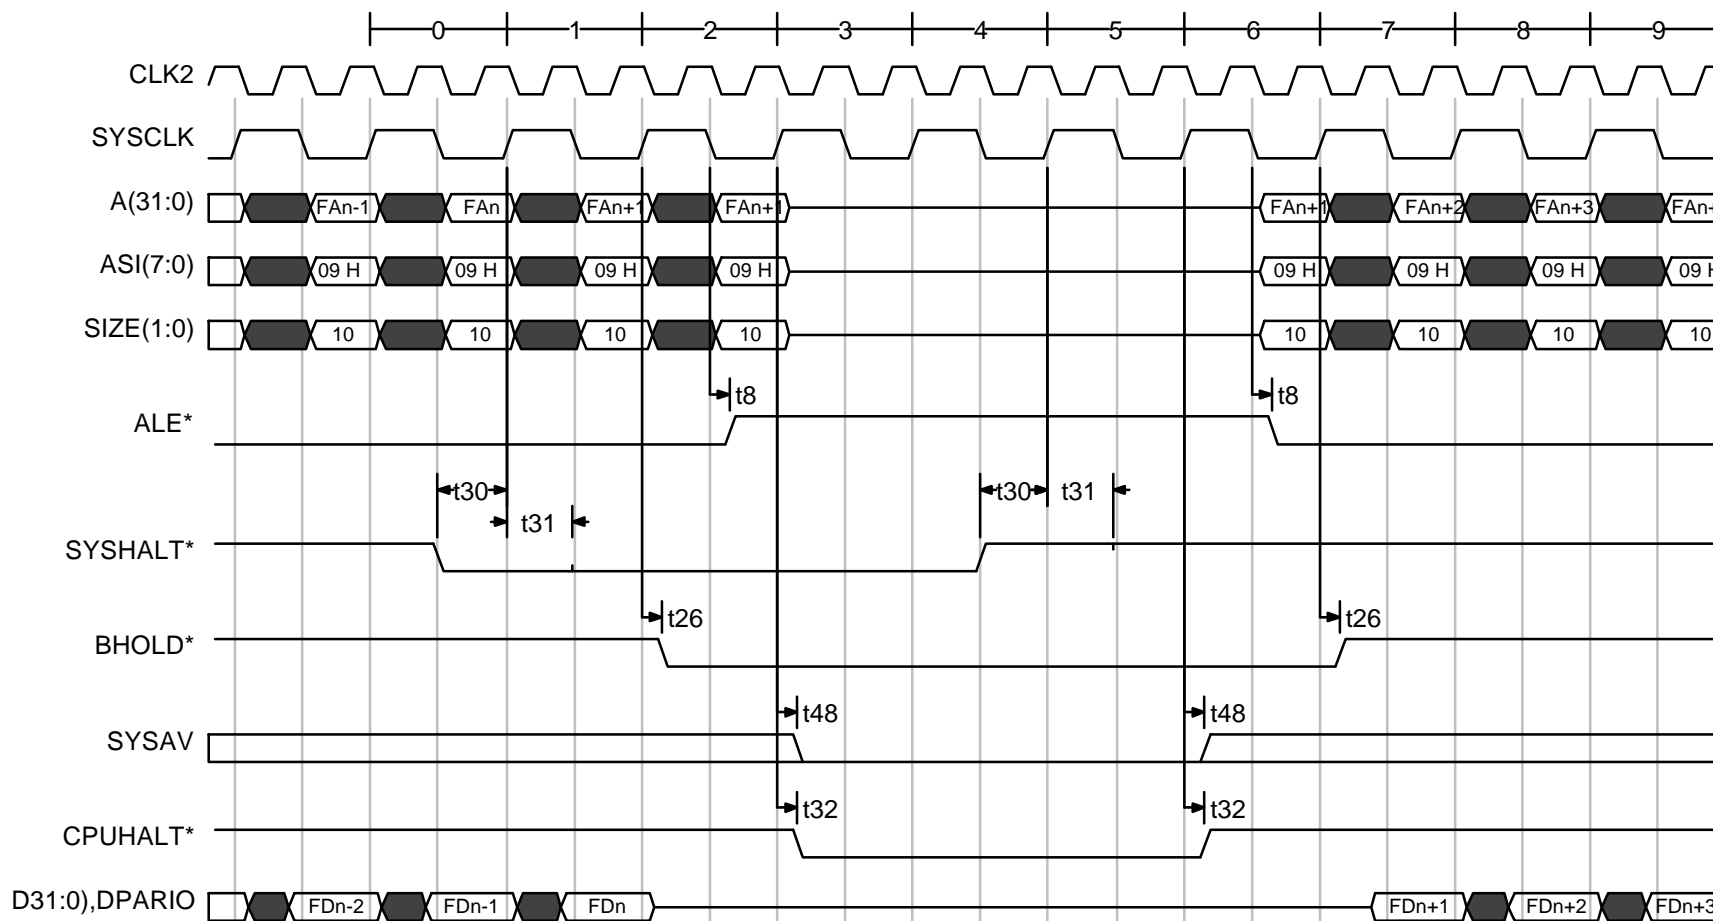 0 1 2 3 4 5 6 7 8 9
CLK2
SYSCLK
A(31:0) FAn-1 FAn FAn+1 FAn+1 FAn+1 FAn+2 FAn+3 FAn+
ASI(7:0) 09 H 09 H 09 H 09 H 09 H 09 H 09 H 09 H
SIZE(1:0) 10 10 10 10 10 10 10 10
t8 t8
ALE*
t30 t30 t31
t31
SYSHALT*
t26 t26
BHOLD*
t48 t48
SYSAV
t32 t32
CPUHALT*
D31:0),DPARIO FDn-2 FDn-1 FDn FDn+1 FDn+2 FDn+3